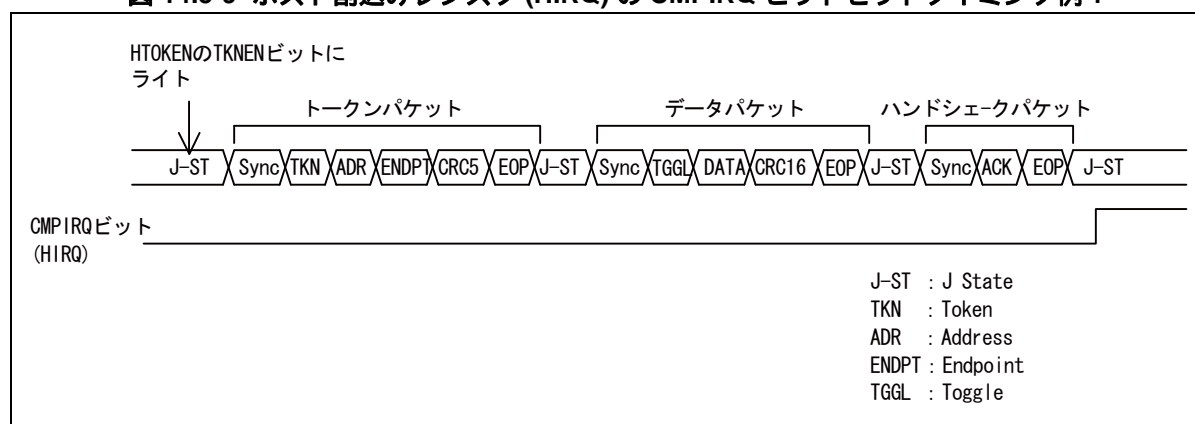 HTOKENのTKNENビットに
ライト
トークンパケット データパケット ハンドシェークパケット
J-ST Sync TKN ADR ENDPT CRC5 EOP J-ST Sync TGGL DATA CRC16 EOP J-ST Sync ACK EOP J-ST
CMPIRQビット
(HIRQ)
J-ST : J State
TKN : Token
ADR : Address
ENDPT : Endpoint
TGGL : Toggle